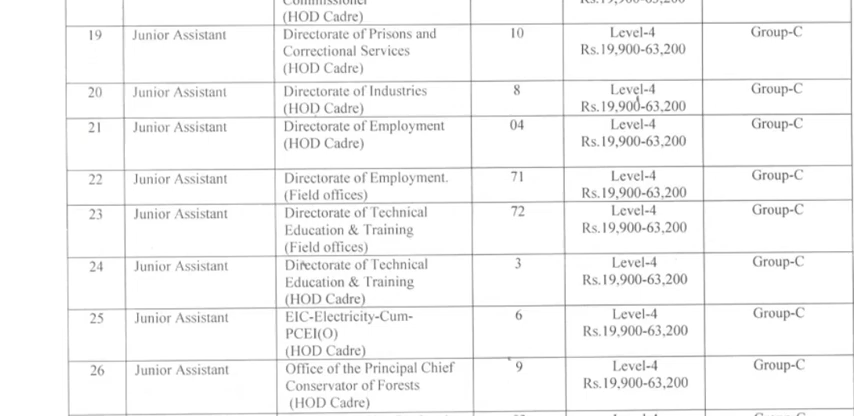 (HOD Cadre)
19 Junior Assistant Directorate of Prisons and 10 Level-4 Group-C
Correctional Services Rs.19,900-63,200
(HOD Cadre)
20 Junior Assistant Directorate of Industries 8 Level-4 Group-C
(HOD Cadre) Rs.19,900-63,200
21 Junior Assistant Directorate of Employment 04 Level-4 Group-C
(HOD Cadre) Rs.19,900-63,200
22 Junior Assistant Directorate of Employment. 71 Level-4 Group-C
(Field offices) Rs.19,900-63,200
23 Junior Assistant Directorate of Technical 72 Level-4 Group-C
Education & Training Rs.19,900-63,200
(Field offices)
24 Junior Assistant Directorate of Technical 3 Level-4 Group-C
Education & Training Rs.19,900-63,200
(HOD Cadre)
25 Junior Assistant EIC-Electricity-Cum- 6 Level-4 Group-C
PCEI(O) Rs.19,900-63,200
(HOD Cadre)
26 Junior Assistant Office of the Principal Chief 9 Level-4 Group-C
Conservator of Forests Rs.19,900-63,200
(HOD Cadre)